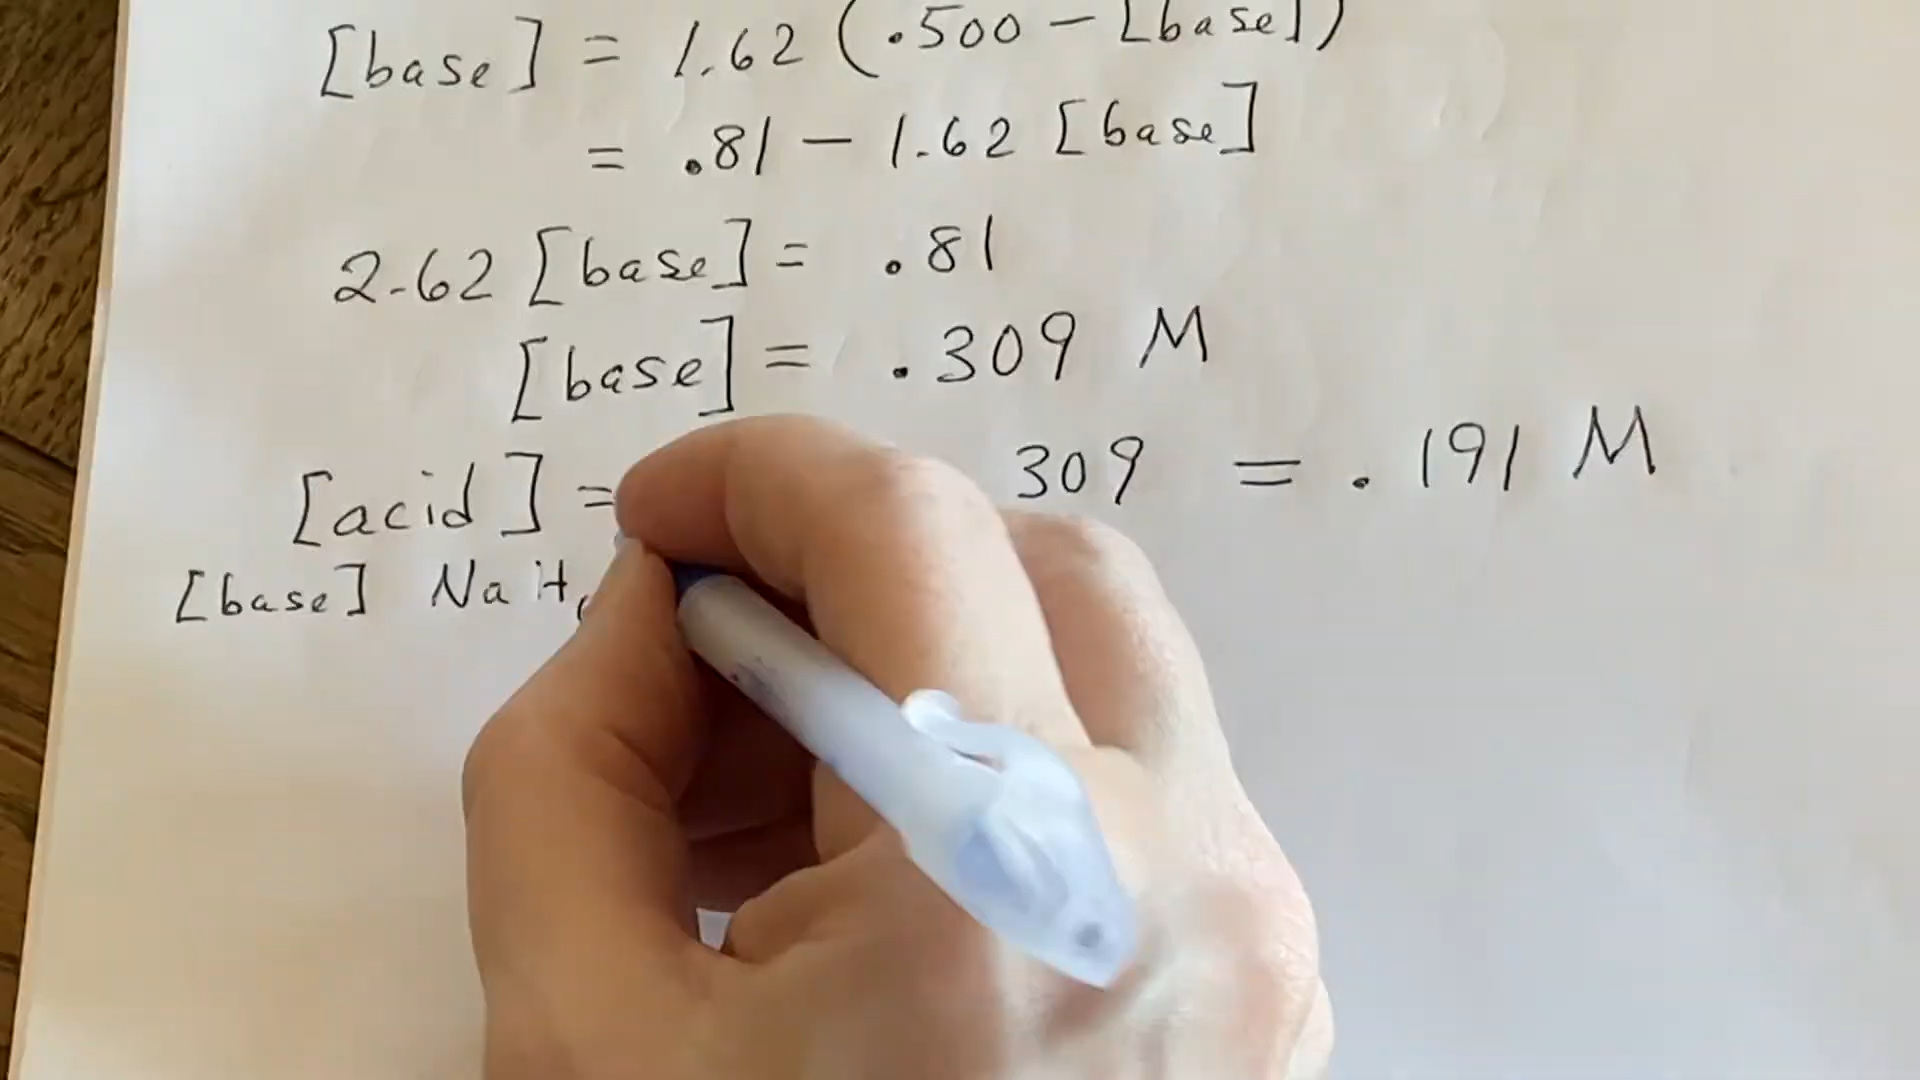 [base] = 1.62 (.500 - [base])
= .81 - 1.62 [base]
2.62 [base] = .81
[base] = .309 M
[acid] = 309 = .191 M
[base] NaH